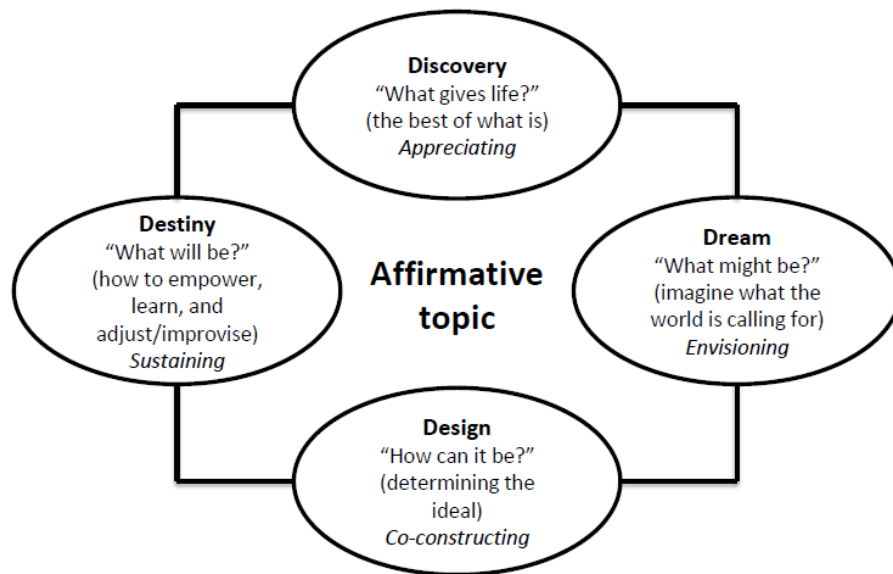 Discovery
“What gives life?”
(the best of what is)
Appreciating
Destiny
“What will be?”
(how to empower,
learn, and
adjust/improvise)
Sustaining
Affirmative
topic
Dream
“What might be?”
(imagine what the
world is calling for)
Envisioning
Design
“How can it be?”
(determining the
ideal)
Co-constructing